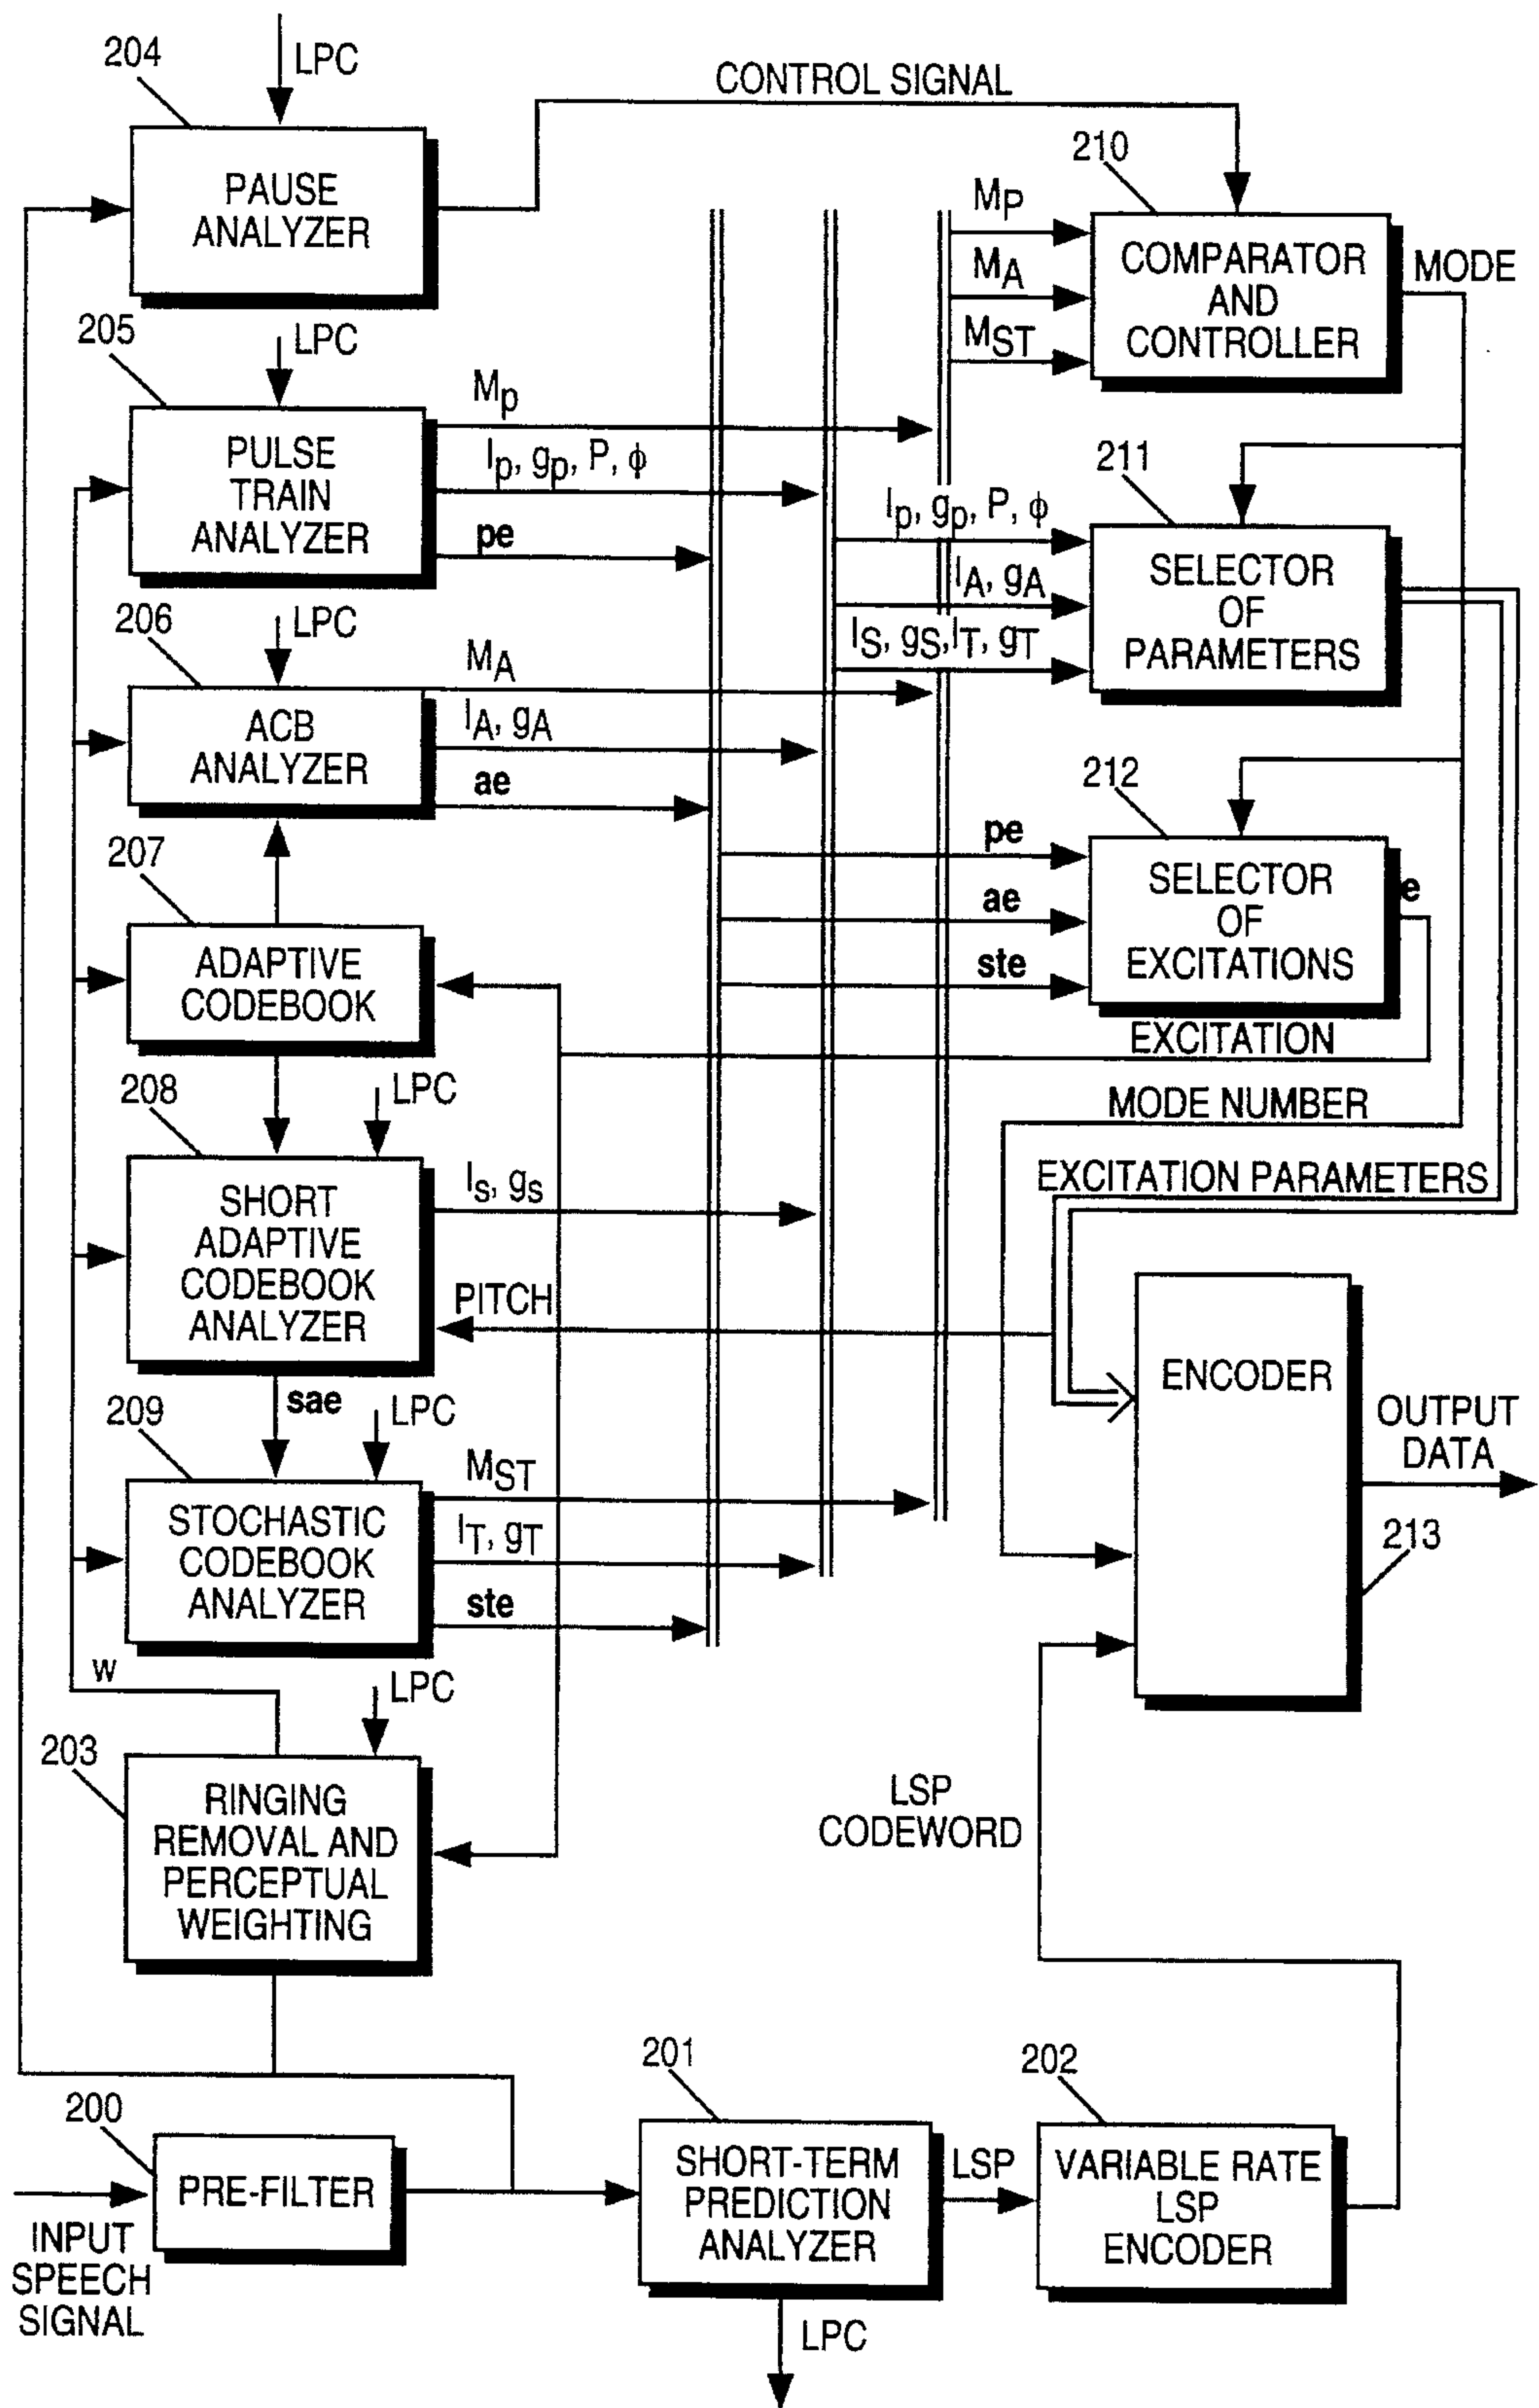 204
LPC
CONTROL SIGNAL
PAUSE
ANALYZER
210
MP
MA
MST
COMPARATOR
AND
CONTROLLER
MODE
205
LPC
PULSE
TRAIN
ANALYZER
Mp
Ip, gp, P, ϕ
pe
211
Ip, gp, P, ϕ
IA, gA
IS, gS, IT, gT
SELECTOR
OF
PARAMETERS
206
LPC
ACB
ANALYZER
MA
IA, gA
ae
212
pe
ae
ste
SELECTOR
OF
EXCITATIONS
e
EXCITATION
207
ADAPTIVE
CODEBOOK
MODE NUMBER
EXCITATION PARAMETERS
208
LPC
SHORT
ADAPTIVE
CODEBOOK
ANALYZER
Is, gs
PITCH
sae
ENCODER
OUTPUT
DATA
213
209
LPC
STOCHASTIC
CODEBOOK
ANALYZER
MST
IT, gT
ste
w
LPC
203
RINGING
REMOVAL AND
PERCEPTUAL
WEIGHTING
LSP
CODEWORD
200
PRE-FILTER
INPUT
SPEECH
SIGNAL
201
SHORT-TERM
PREDICTION
ANALYZER
LSP
LPC
202
VARIABLE RATE
LSP
ENCODER